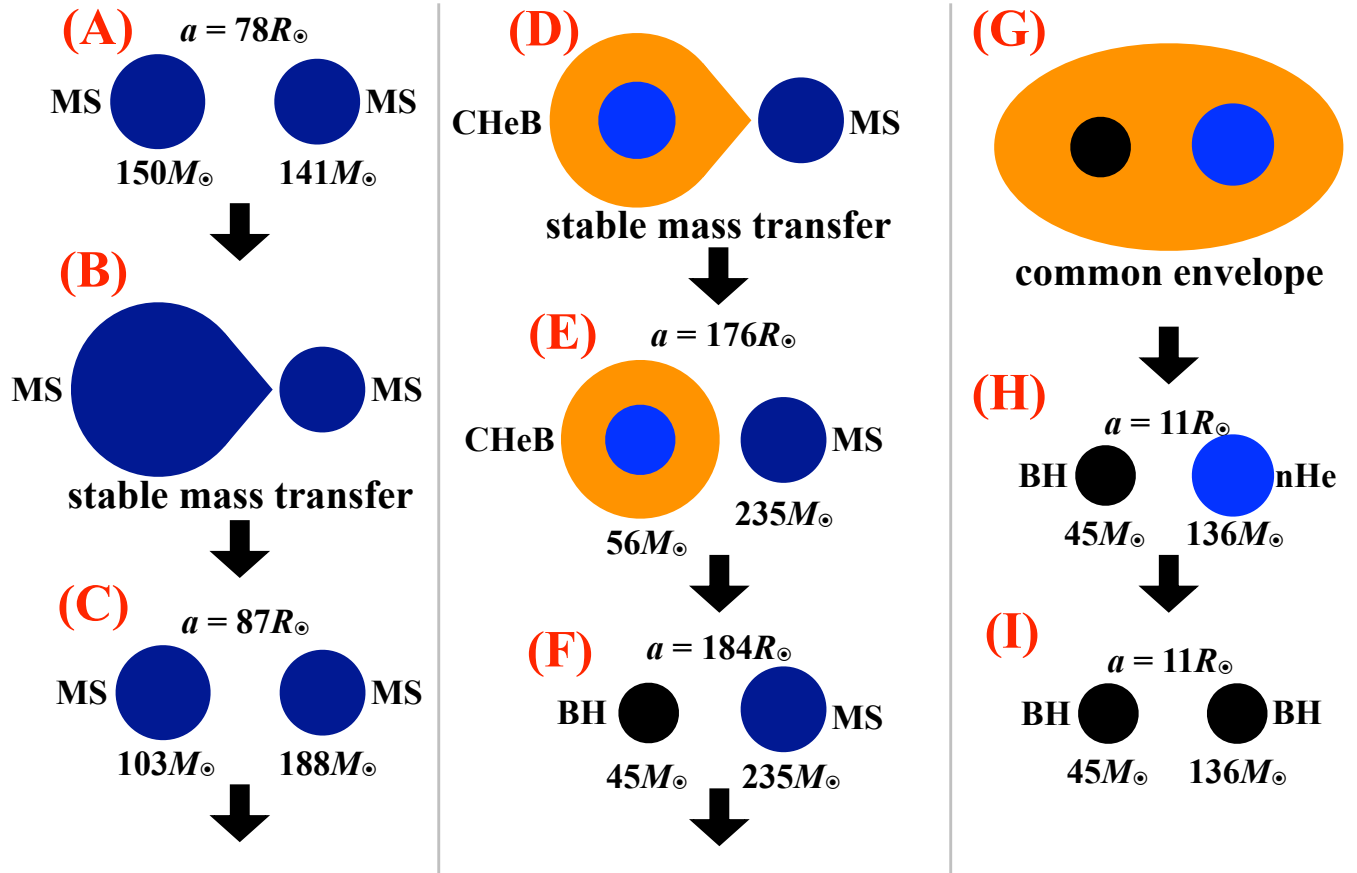 (A)
a = 78R☉
MS
MS
150M☉
141M☉
(B)
MS
MS
stable mass transfer
(C)
a = 87R☉
MS
MS
103M☉
188M☉
(D)
CHeB
MS
stable mass transfer
(E)
a = 176R☉
CHeB
MS
56M☉
235M☉
(F)
a = 184R☉
BH
MS
45M☉
235M☉
(G)
common envelope
(H)
a = 11R☉
BH
nHe
45M☉
136M☉
(I)
a = 11R☉
BH
BH
45M☉
136M☉